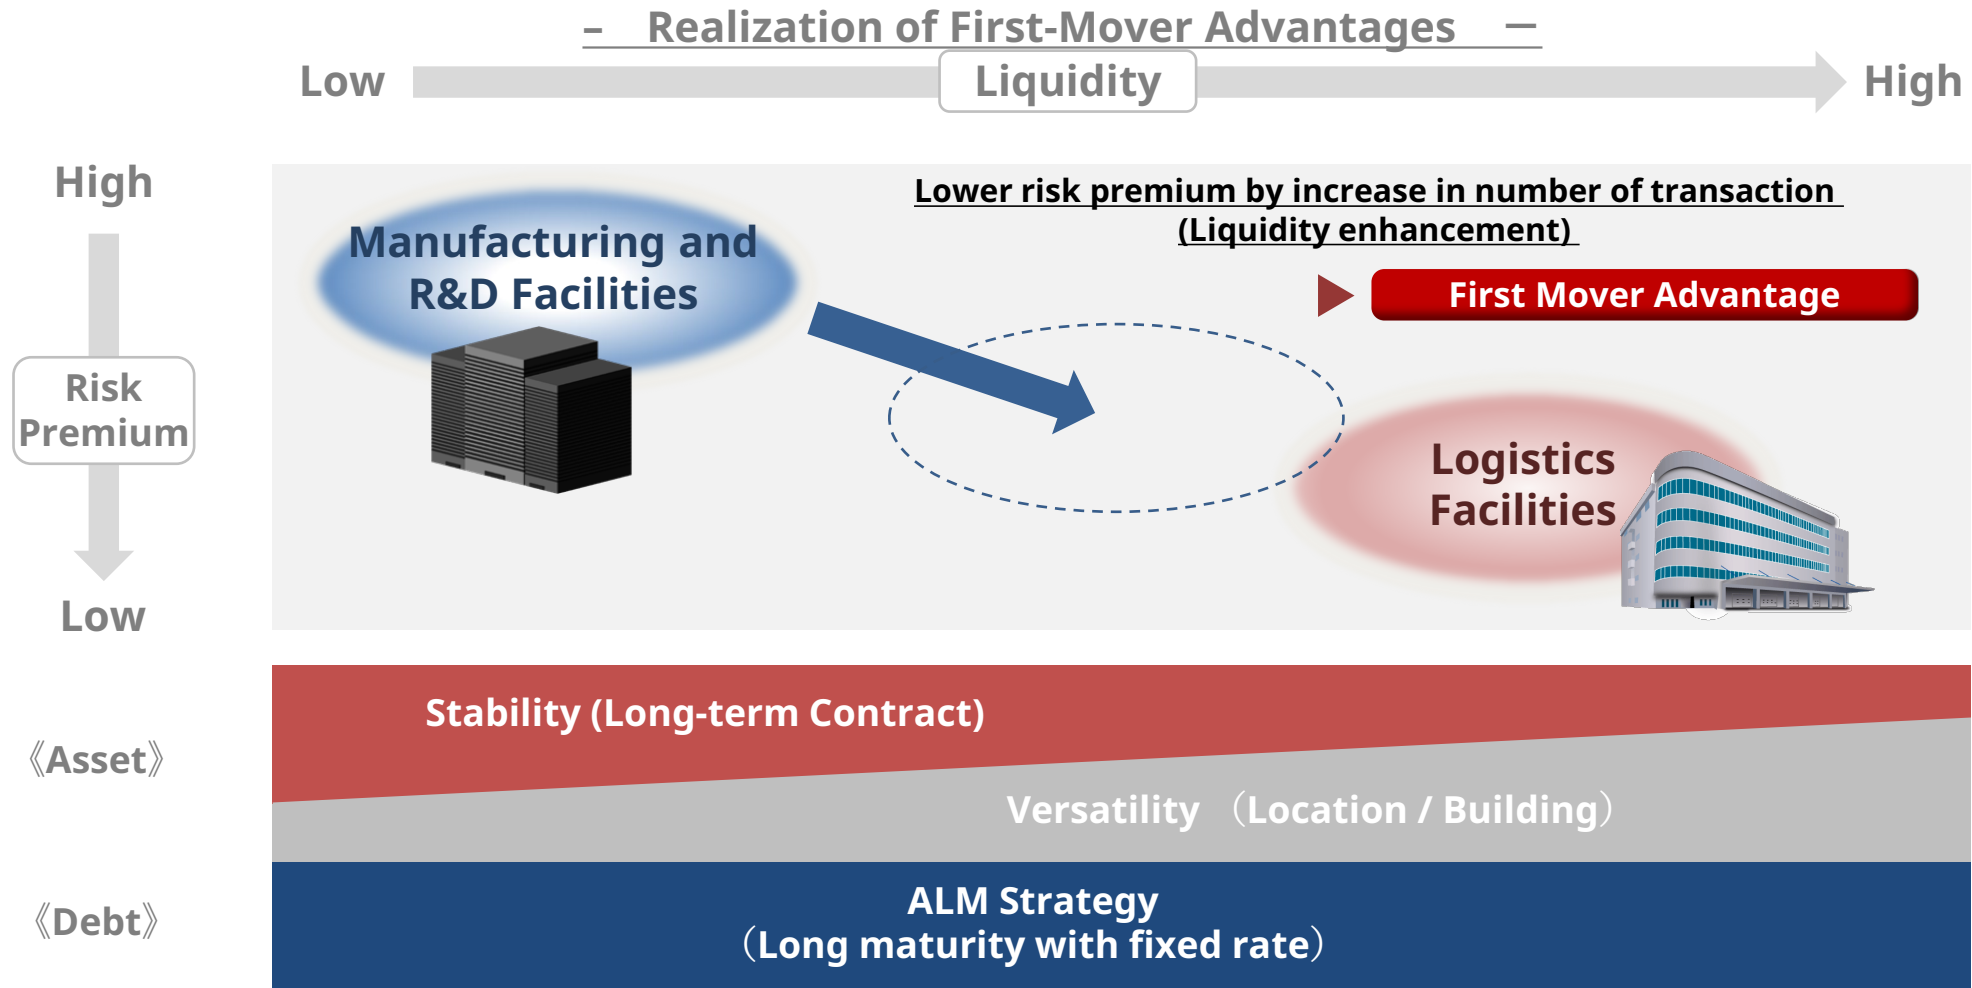 – Realization of First-Mover Advantages －
Low
Liquidity
High
High
Risk
Premium
Low
Manufacturing and
R&D Facilities
Lower risk premium by increase in number of transaction
(Liquidity enhancement)
First Mover Advantage
Logistics
Facilities
《Asset》
Stability (Long-term Contract)
Versatility （Location / Building）
《Debt》
ALM Strategy
（Long maturity with fixed rate）